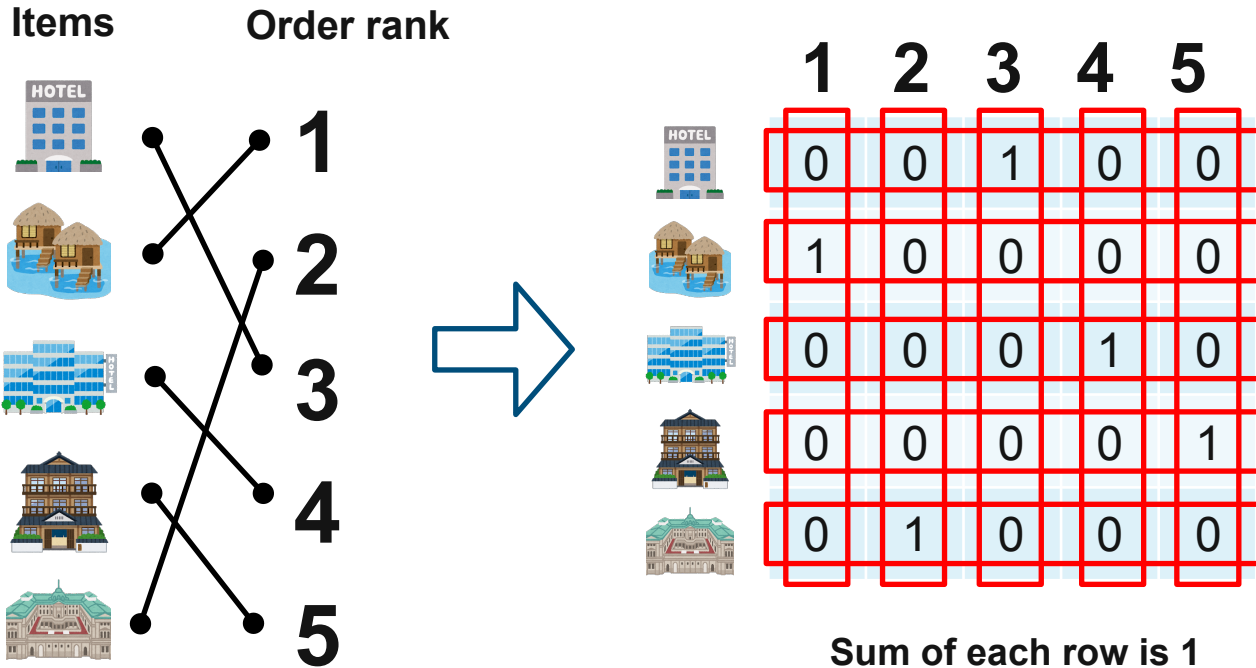 Items
Order rank
HOTEL
1
2
HOTEL
3
4
5
1 2 3 4 5
HOTEL
0 0 1 0 0
1 0 0 0 0
HOTEL
0 0 0 1 0
0 0 0 0 1
0 1 0 0 0
Sum of each row is 1